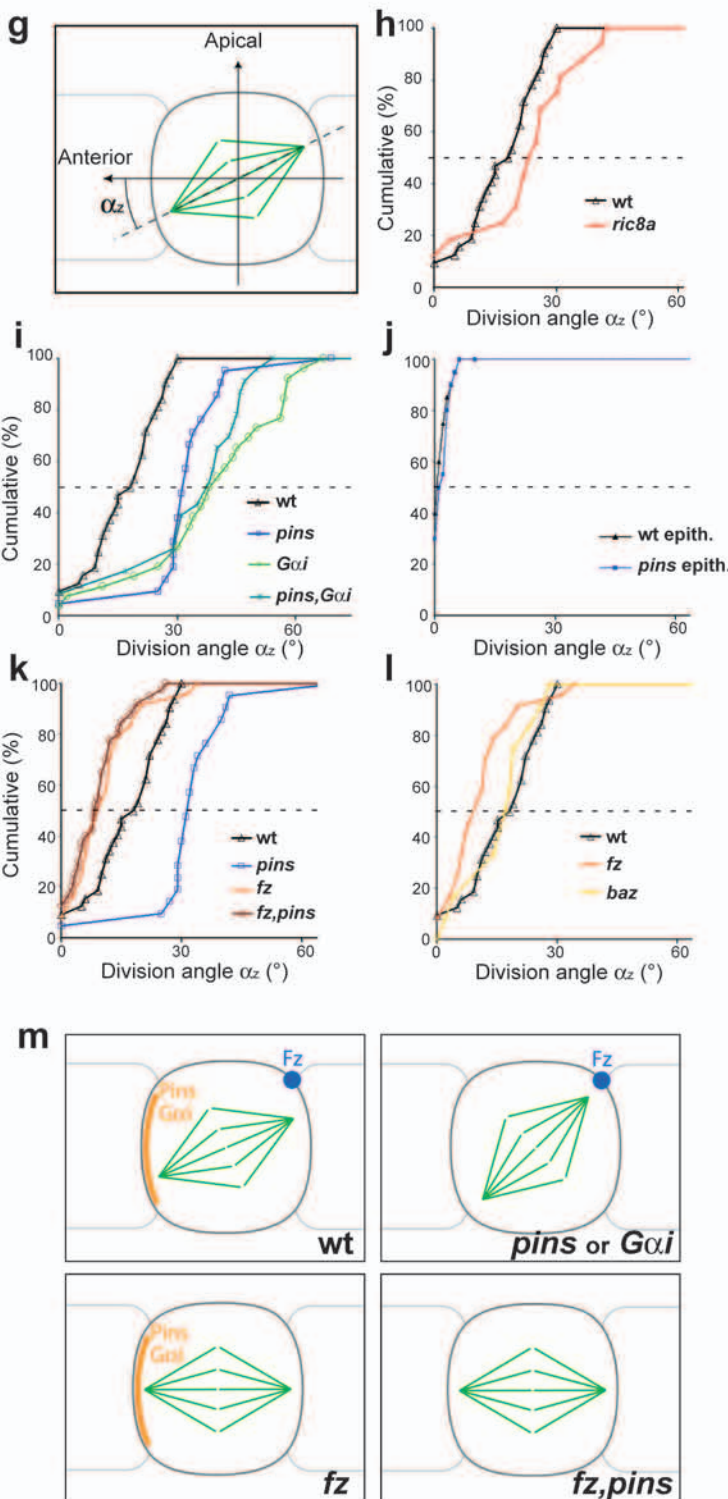 g
Apical
Anterior
αz
h
Cumulative (%)
100
80
60
40
20
0
0
30
60
wt
ric8a
Division angle αz (°)
i
Cumulative (%)
100
80
60
40
20
0
0
30
60
wt
pins
Gαi
pins,Gαi
Division angle αz (°)
j
100
80
60
40
20
0
0
30
60
wt epith.
pins epith.
Division angle αz (°)
k
Cumulative (%)
100
80
60
40
20
0
0
30
60
wt
pins
fz
fz,pins
Division angle αz (°)
l
100
80
60
40
20
0
0
30
60
wt
fz
baz
Division angle αz (°)
m
Fz
Pins
Gαi
wt
Fz
pins or Gαi
Pins
Gαi
fz
fz,pins